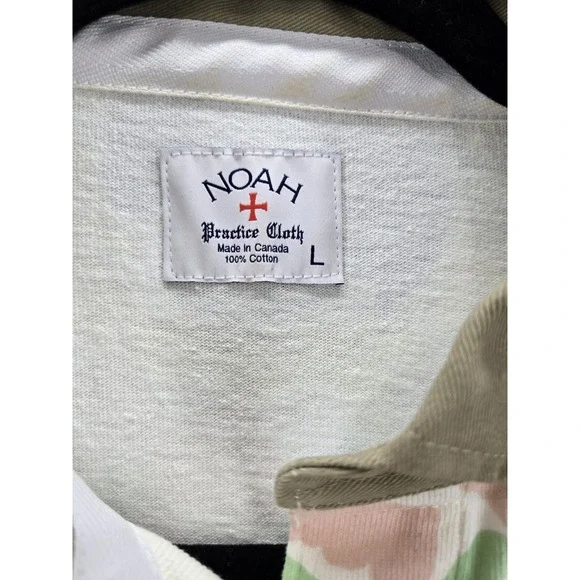 NOAH
Practice Cloth
Made in Canada
100% Cotton
L